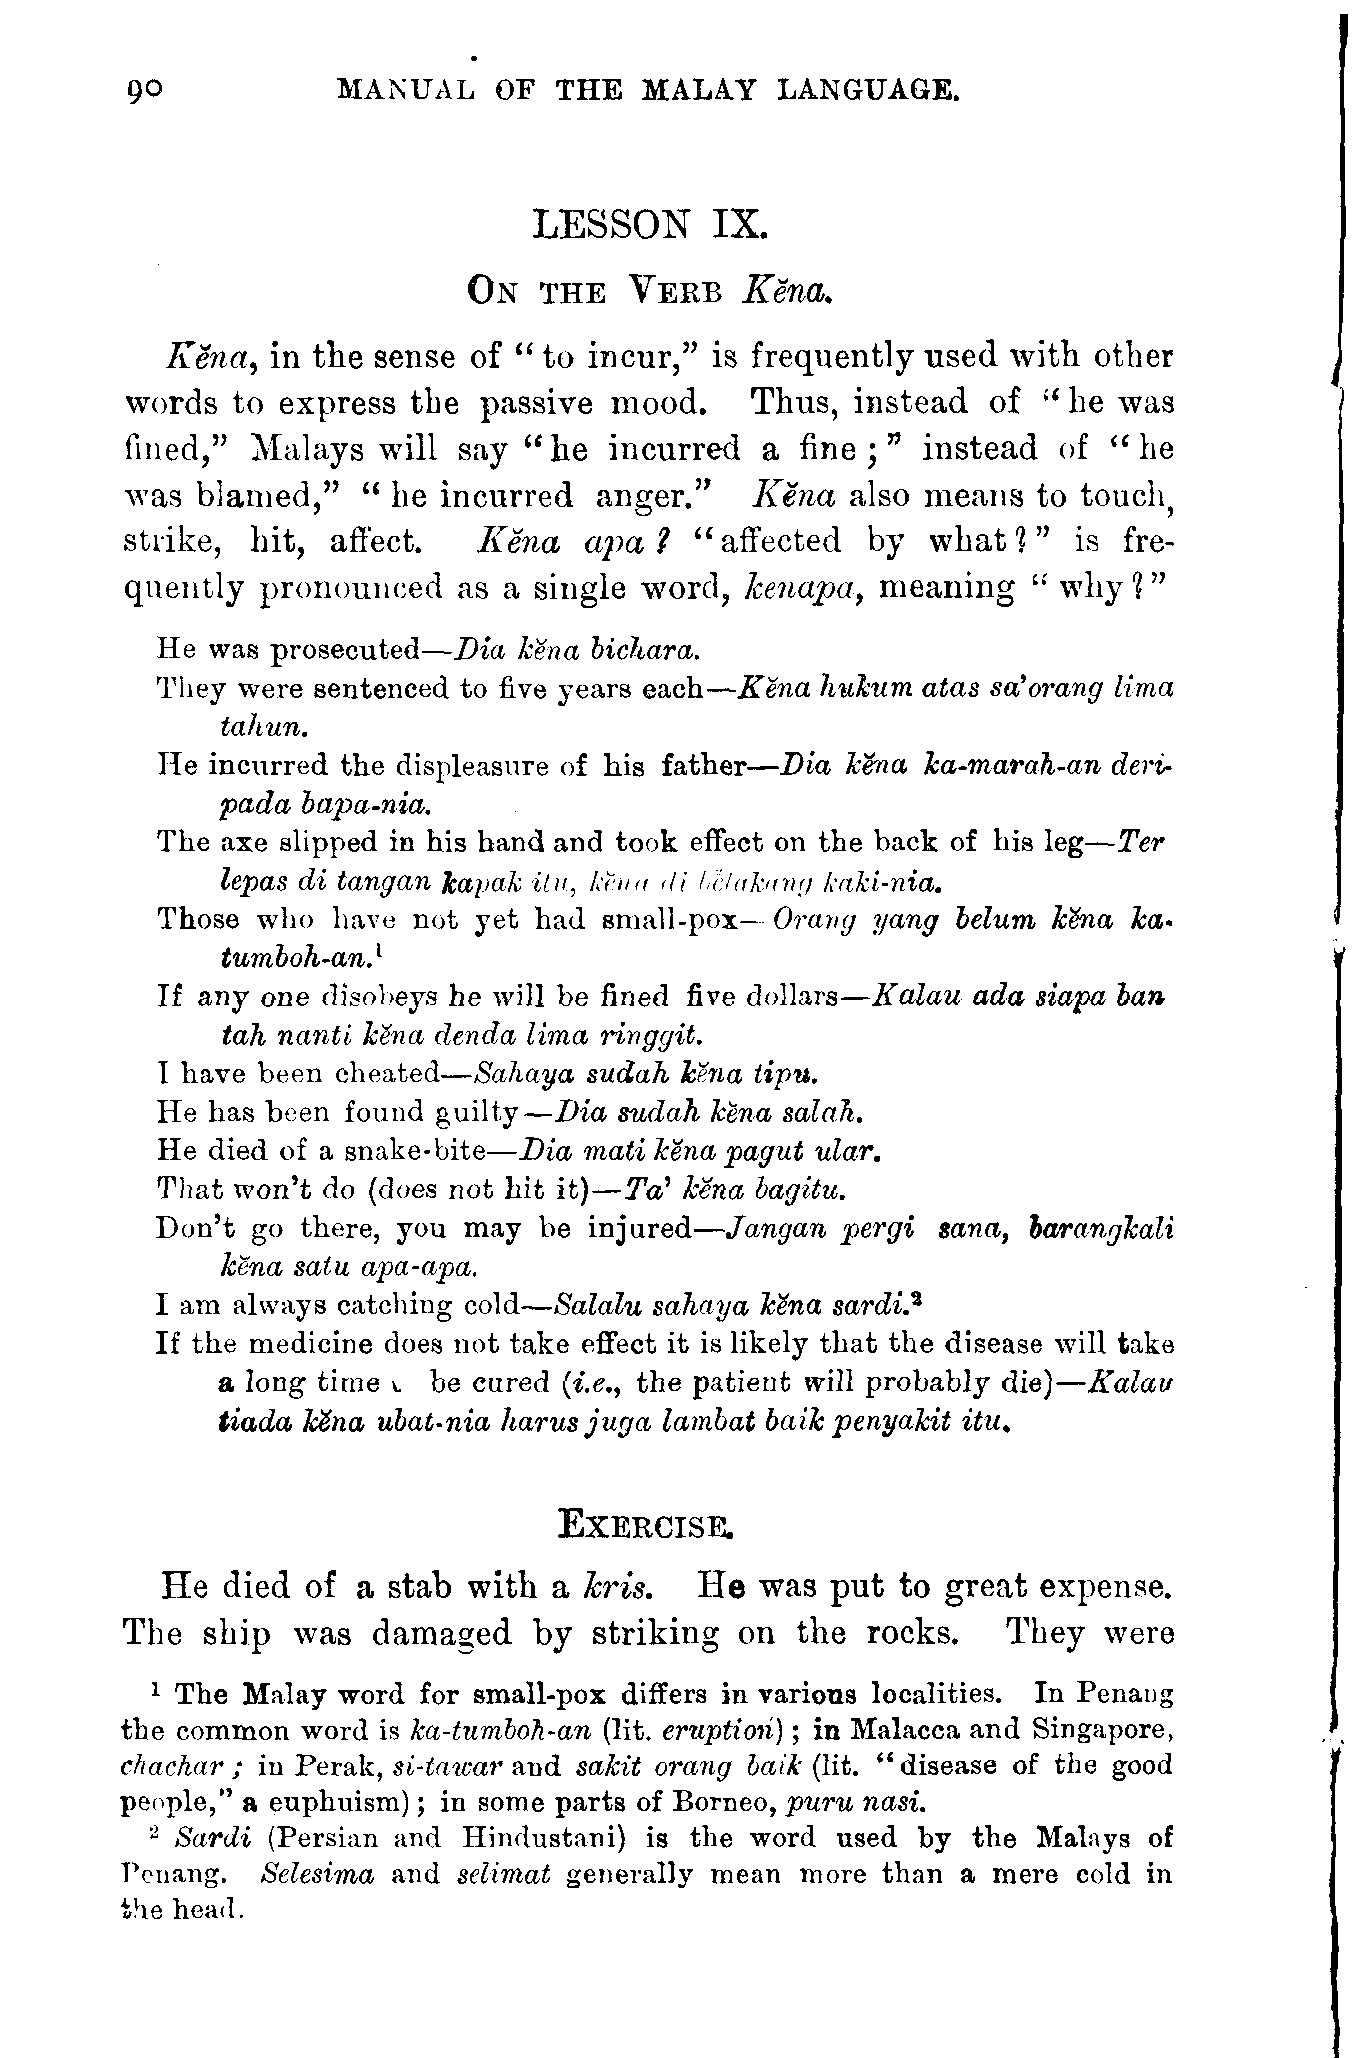 90 MANUAL OF THE MALAY LANGUAGE.
LESSON IX.
ON THE VERB Kĕna.
Kĕna, in the sense of “to incur,” is frequently used with other
words to express the passive mood. Thus, instead of “he was
fined,” Malays will say “he incurred a fine;” instead of “he
was blamed,” “he incurred anger.” Kĕna also means to touch,
strike, hit, affect. Kĕna apa? “affected by what?” is fre-
quently pronounced as a single word, kenapa, meaning “why?”
He was prosecuted—Dia kĕna bichara.
They were sentenced to five years each—Kĕna hukum atas sa'orang lima
tahun.
He incurred the displeasure of his father—Dia kĕna ka-marah-an deri-
pada bapa-nia.
The axe slipped in his hand and took effect on the back of his leg—Ter
lepas di tangan kapak itu, kĕna di bĕlakang kaki-nia.
Those who have not yet had small-pox—Orang yang belum kĕna ka-
tumboh-an.¹
If any one disobeys he will be fined five dollars—Kalau ada siapa ban
tah nanti kĕna denda lima ringgit.
I have been cheated—Sahaya sudah kĕna tipu.
He has been found guilty—Dia sudah kĕna salah.
He died of a snake-bite—Dia mati kĕna pagut ular.
That won't do (does not hit it)—Ta' kĕna bagitu.
Don't go there, you may be injured—Jangan pergi sana, barangkali
kĕna satu apa-apa.
I am always catching cold—Salalu sahaya kĕna sardi.²
If the medicine does not take effect it is likely that the disease will take
a long time be cured (i.e., the patient will probably die)—Kalau
tiada kĕna ubat-nia harus juga lambat baik penyakit itu.
EXERCISE.
He died of a stab with a kris. He was put to great expense.
The ship was damaged by striking on the rocks. They were
¹ The Malay word for small-pox differs in various localities. In Penang
the common word is ka-tumboh-an (lit. eruption); in Malacca and Singapore,
chachar; in Perak, si-tawar and sakit orang baik (lit. “disease of the good
people,” a euphuism); in some parts of Borneo, puru nasi.
² Sardi (Persian and Hindustani) is the word used by the Malays of
Penang. Selesima and selimat generally mean more than a mere cold in
the head.